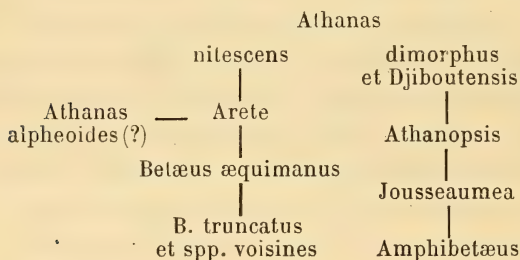 Athanas
nitescens
dimorphus
et Djiboutensis
Athanas
alpheoides (?)
Arete
Athanopsis
Betæus æquimanus
Jousseaumea
B. truncatus
et spp. voisines
Amphibetæus